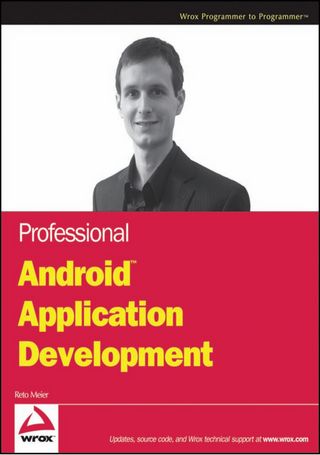 Wrox Programmer to Programmer™
Professional
Android™
Application
Development
Reto Meier
wrox™
Updates, source code, and Wrox technical support at www.wrox.com